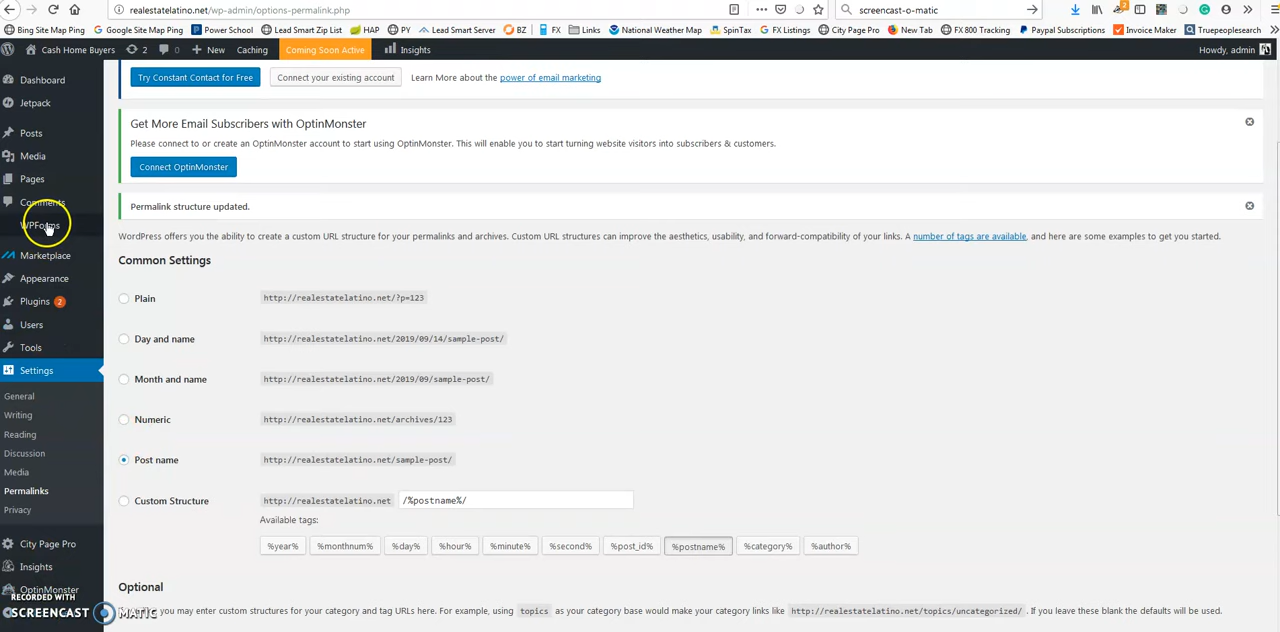 realestatelatino.net/wp-admin/options-permalink.php
screencast-o-matic
2
Bing Site Map Ping Google Site Map Ping Power School Lead Smart Zip List HAP PY Lead Smart Server BZ FX Links National Weather Map SpinTax FX Listings City Page Pro New Tab FX 800 Tracking Paypal Subscriptions Invoice Maker Truepeoplesearch
Cash Home Buyers 2 0 + New Caching Coming Soon Active Insights Howdy, admin
Dashboard
Jetpack
Posts
Media
Pages
Comments
WPForms
Marketplace
Appearance
Plugins 2
Users
Tools
Settings
General
Writing
Reading
Discussion
Media
Permalinks
Privacy
City Page Pro
Insights
OptinMonster
Try Constant Contact for Free Connect your existing account Learn More about the power of email marketing
Get More Email Subscribers with OptinMonster
Please connect to or create an OptinMonster account to start using OptinMonster. This will enable you to start turning website visitors into subscribers & customers.
Connect OptinMonster
Permalink structure updated.
WordPress offers you the ability to create a custom URL structure for your permalinks and archives. Custom URL structures can improve the aesthetics, usability, and forward-compatibility of your links. A number of tags are available, and here are some examples to get you started.
Common Settings
Plain http://realestatelatino.net/?p=123
Day and name http://realestatelatino.net/2019/09/14/sample-post/
Month and name http://realestatelatino.net/2019/09/sample-post/
Numeric http://realestatelatino.net/archives/123
Post name http://realestatelatino.net/sample-post/
Custom Structure http://realestatelatino.net /%postname%/
Available tags:
%year% %monthnum% %day% %hour% %minute% %second% %post_id% %postname% %category% %author%
Optional
you may enter custom structures for your category and tag URLs here. For example, using topics as your category base would make your category links like http://realestatelatino.net/topics/uncategorized/ . If you leave these blank the defaults will be used.
RECORDED WITH
SCREENCAST MATIC